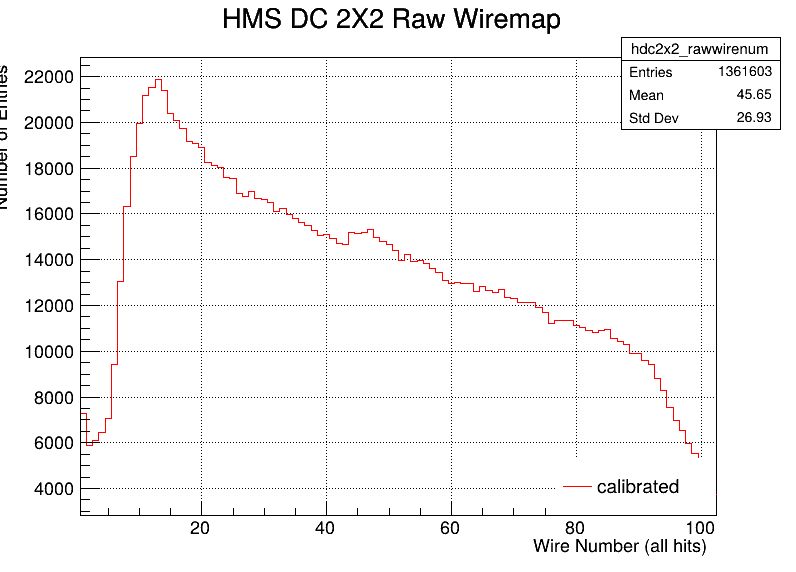 HMS DC 2X2 Raw Wiremap
hdc2x2_rawwirenum
Entries 1361603
Mean 45.65
Std Dev 26.93
Number of Entries
22000
20000
18000
16000
14000
12000
10000
8000
6000
4000
calibrated
20 40 60 80 100
Wire Number (all hits)